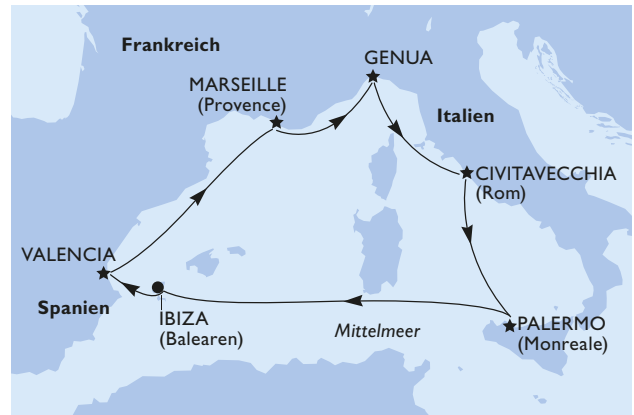 Frankreich
GENUA
MARSEILLE
(Provence)
Italien
CIVITAVECCHIA
(Rom)
VALENCIA
Spanien
IBIZA
(Balearen)
Mittelmeer
PALERMO
(Monreale)